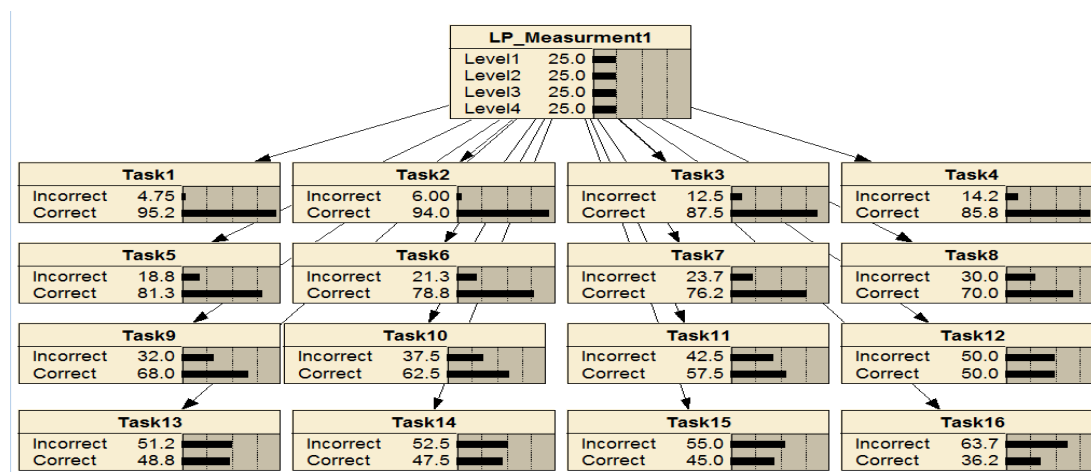 LP_Measurment1
Level1 25.0
Level2 25.0
Level3 25.0
Level4 25.0
Task1 Task2 Task3 Task4
Incorrect 4.75 Incorrect 6.00 Incorrect 12.5 Incorrect 14.2
Correct 95.2 Correct 94.0 Correct 87.5 Correct 85.8
Task5 Task6 Task7 Task8
Incorrect 18.8 Incorrect 21.3 Incorrect 23.7 Incorrect 30.0
Correct 81.3 Correct 78.8 Correct 76.2 Correct 70.0
Task9 Task10 Task11 Task12
Incorrect 32.0 Incorrect 37.5 Incorrect 42.5 Incorrect 50.0
Correct 68.0 Correct 62.5 Correct 57.5 Correct 50.0
Task13 Task14 Task15 Task16
Incorrect 51.2 Incorrect 52.5 Incorrect 55.0 Incorrect 63.7
Correct 48.8 Correct 47.5 Correct 45.0 Correct 36.2